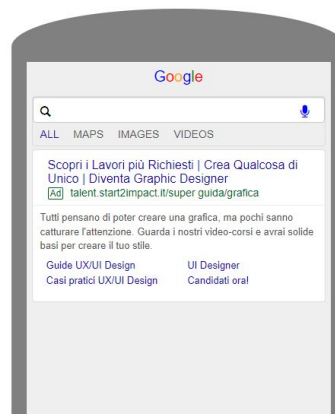 Google
ALL MAPS IMAGES VIDEOS
Scopri i Lavori più Richiesti | Crea Qualcosa di
Unico | Diventa Graphic Designer
Ad talent.start2impact.it/super guida/grafica
Tutti pensano di poter creare una grafica, ma pochi sanno
catturare l'attenzione. Guarda i nostri video-corsi e avrai solide
basi per creare il tuo stile.
Guide UX/UI Design UI Designer
Casi pratici UX/UI Design Candidati ora!